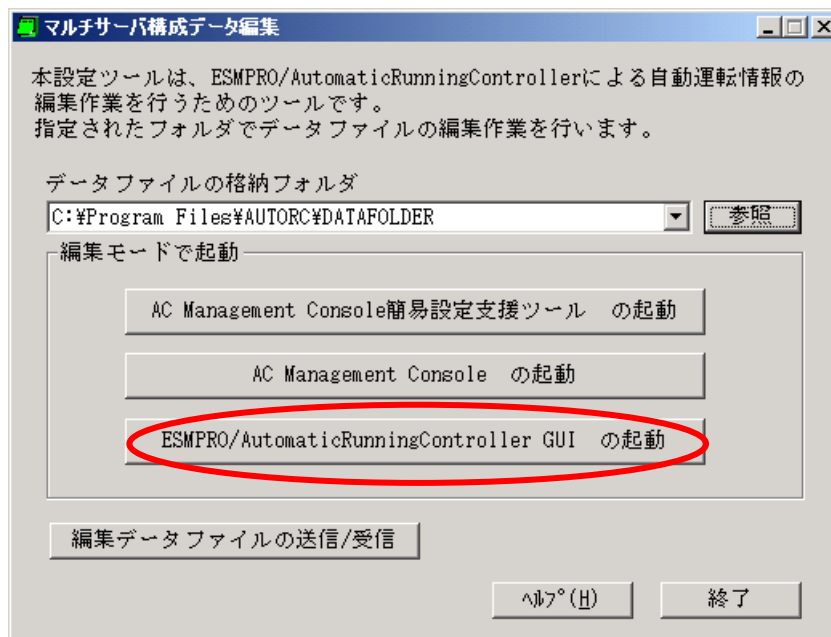 マルチサーバ構成データ編集
本設定ツールは、ESMPRO/AutomaticRunningControllerによる自動運転情報の
編集作業を行うためのツールです。
指定されたフォルダでデータファイルの編集作業を行います。
データファイルの格納フォルダ
C:¥Program Files¥AUTORC¥DATAFOLDER
参照
編集モードで起動
AC Management Console簡易設定支援ツール の起動
AC Management Console の起動
ESMPRO/AutomaticRunningController GUI の起動
編集データファイルの送信/受信
ﾍﾙﾌﾟ(H)
終了